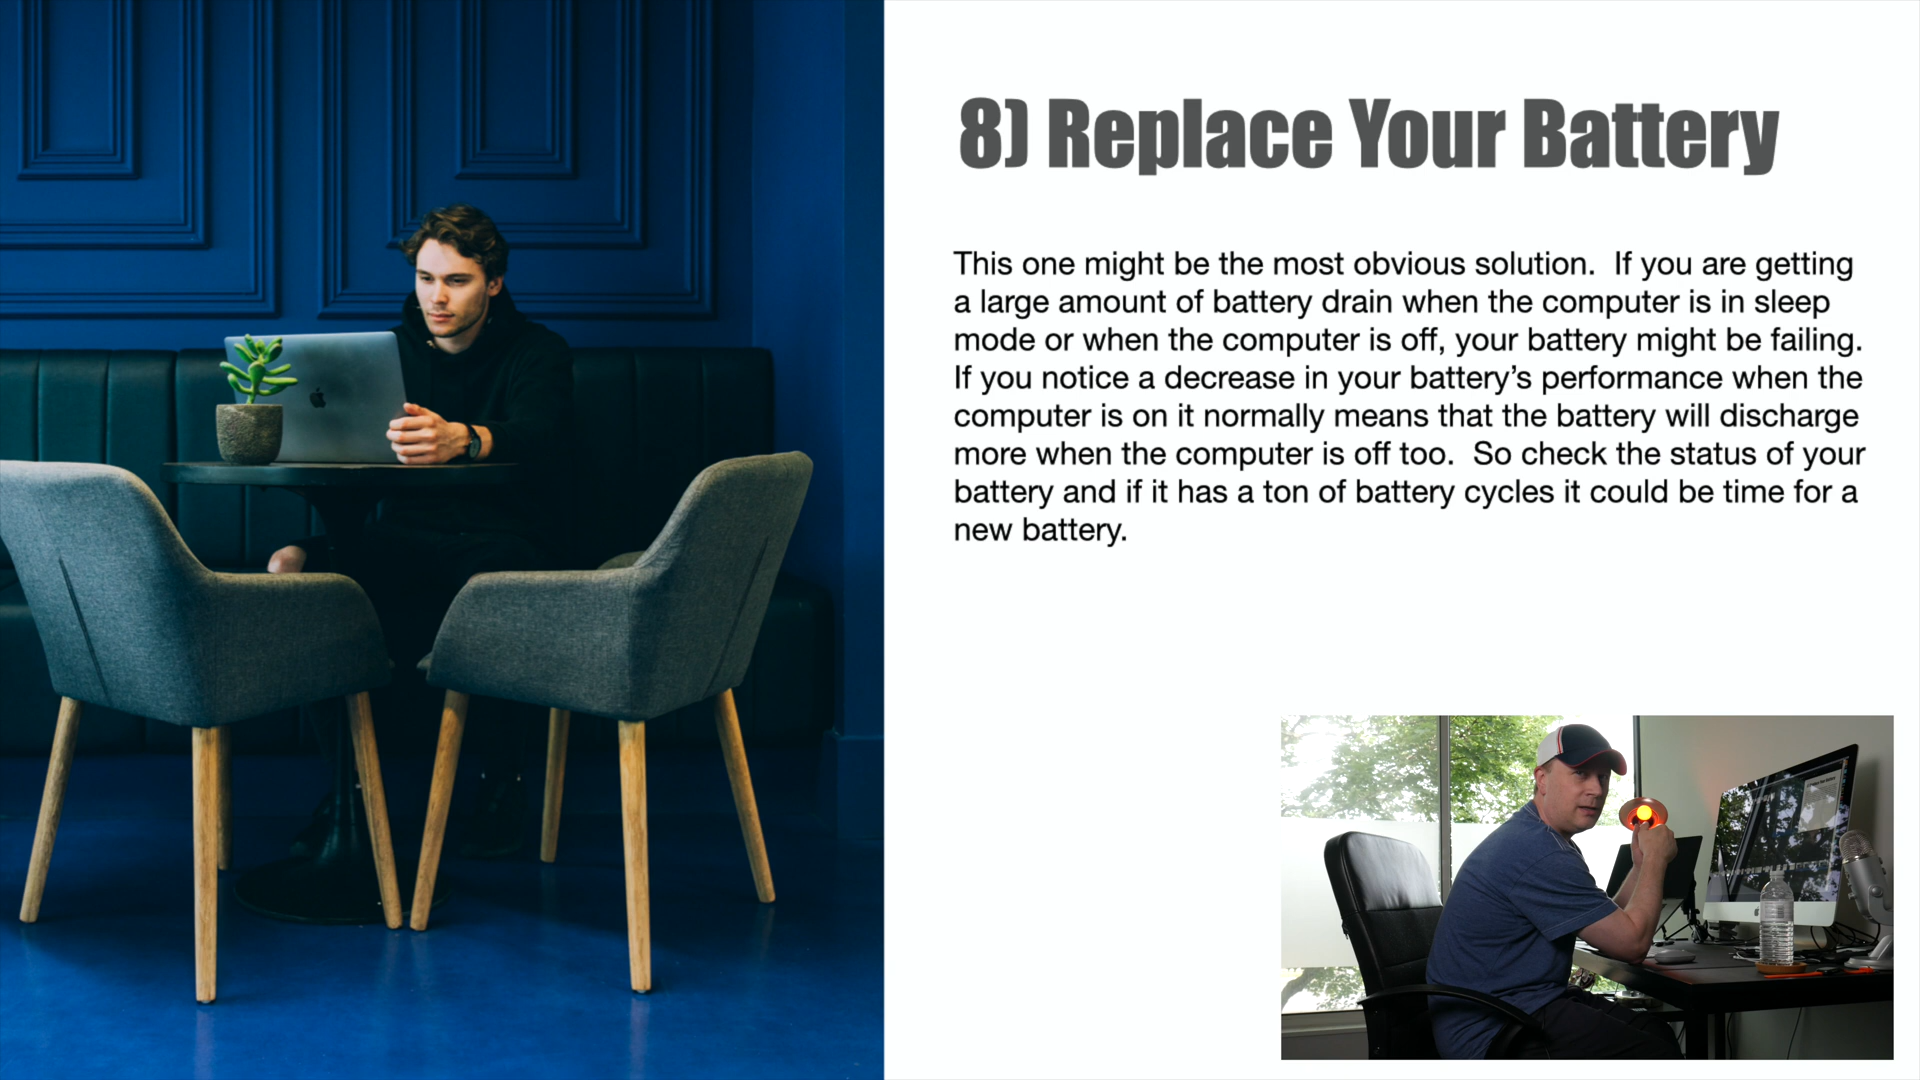 8) Replace Your Battery
This one might be the most obvious solution.  If you are getting
a large amount of battery drain when the computer is in sleep
mode or when the computer is off, your battery might be failing.
If you notice a decrease in your battery’s performance when the
computer is on it normally means that the battery will discharge
more when the computer is off too.  So check the status of your
battery and if it has a ton of battery cycles it could be time for a
new battery.